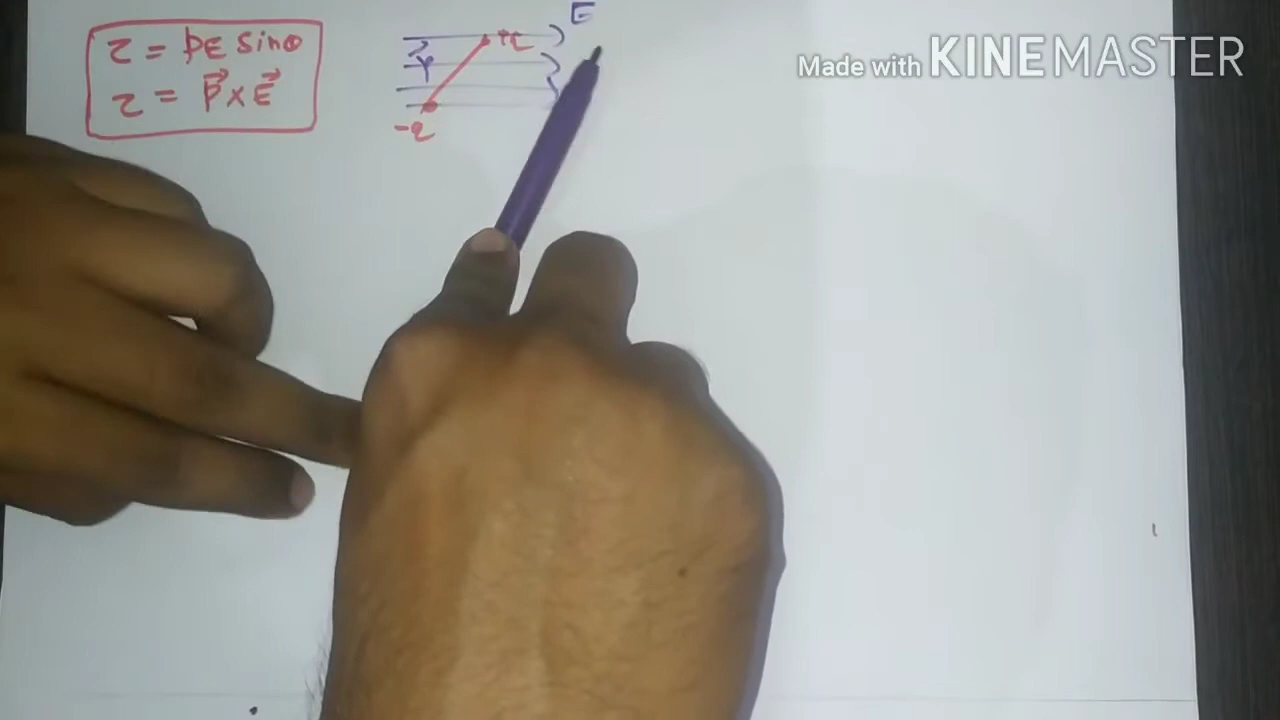 τ = PE sinθ
τ = P⃗ × E⃗
E
+q
-q
Made with KINEMASTER